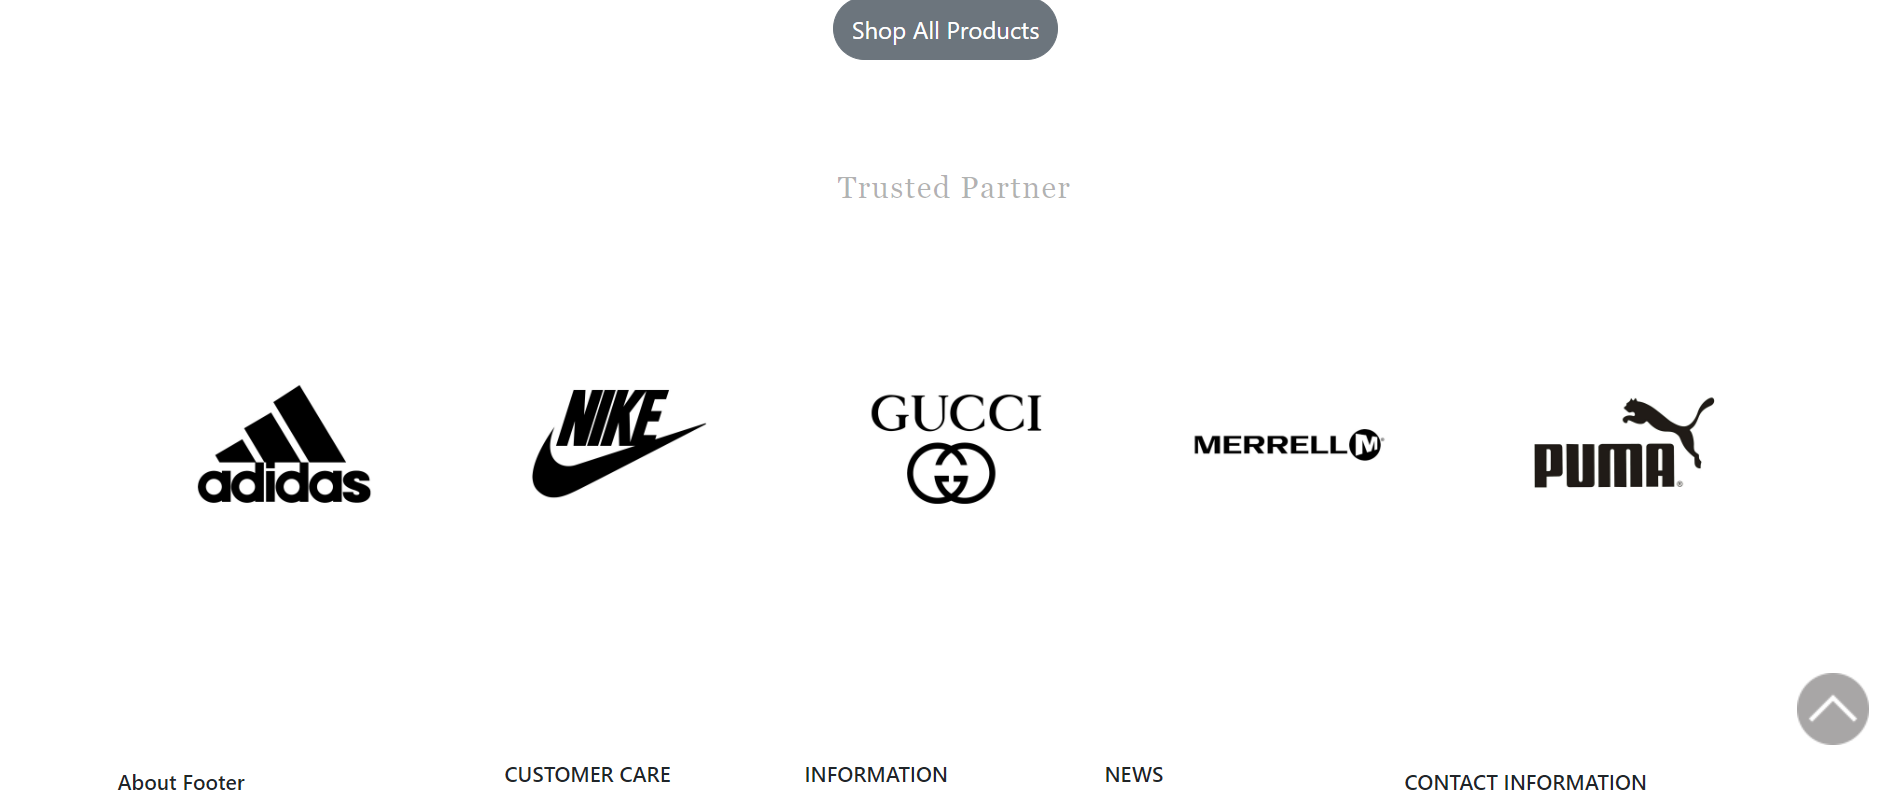 Shop All Products
Trusted Partner
adidas
NIKE
GUCCI
MERRELL M
PUMA
About Footer
CUSTOMER CARE
INFORMATION
NEWS
CONTACT INFORMATION